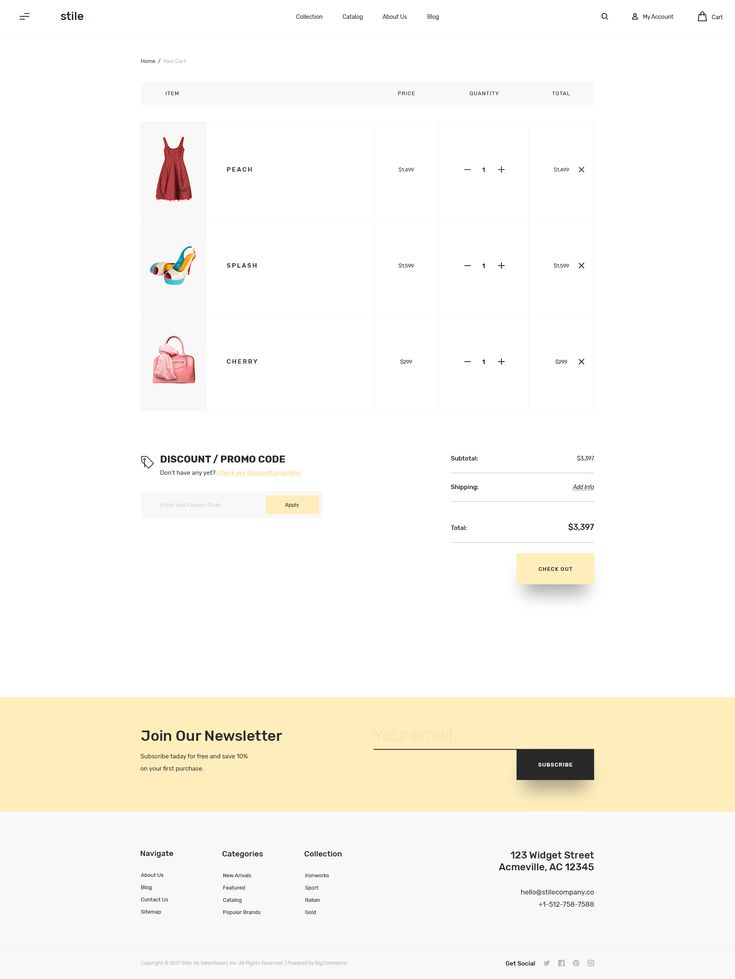 stile.
Collection Catalog About Us Blog
My Account Cart
Home / Your Cart
ITEM PRICE QUANTITY TOTAL
PEACH $1,499 1 $1,499
SPLASH $1,599 1 $1,599
CHERRY $299 1 $299
DISCOUNT / PROMO CODE
Don't have any yet? Check our discount programs
Enter Your Coupon Code Apply
Subtotal: $3,397
Shipping: Add Info
Total: $3,397
CHECK OUT
Join Our Newsletter
Subscribe taday for free and save 10%
on your first purchase.
Your email
SUBSCRIBE
Navigate
About Us
Blog
Contact Us
Sitemap
Categories
New Arivals
Featured
Catalog
Popular Brands
Collection
Ironworks
Sport
Italian
Gold
123 Widget Street
Acmeville, AC 12345
hello@stilecompany.co
+1-512-758-7588
Copyright © 2017 Stile. by Selectlayers Inc. All Rights Reserved. | Powered by BigCommerce
Get Social